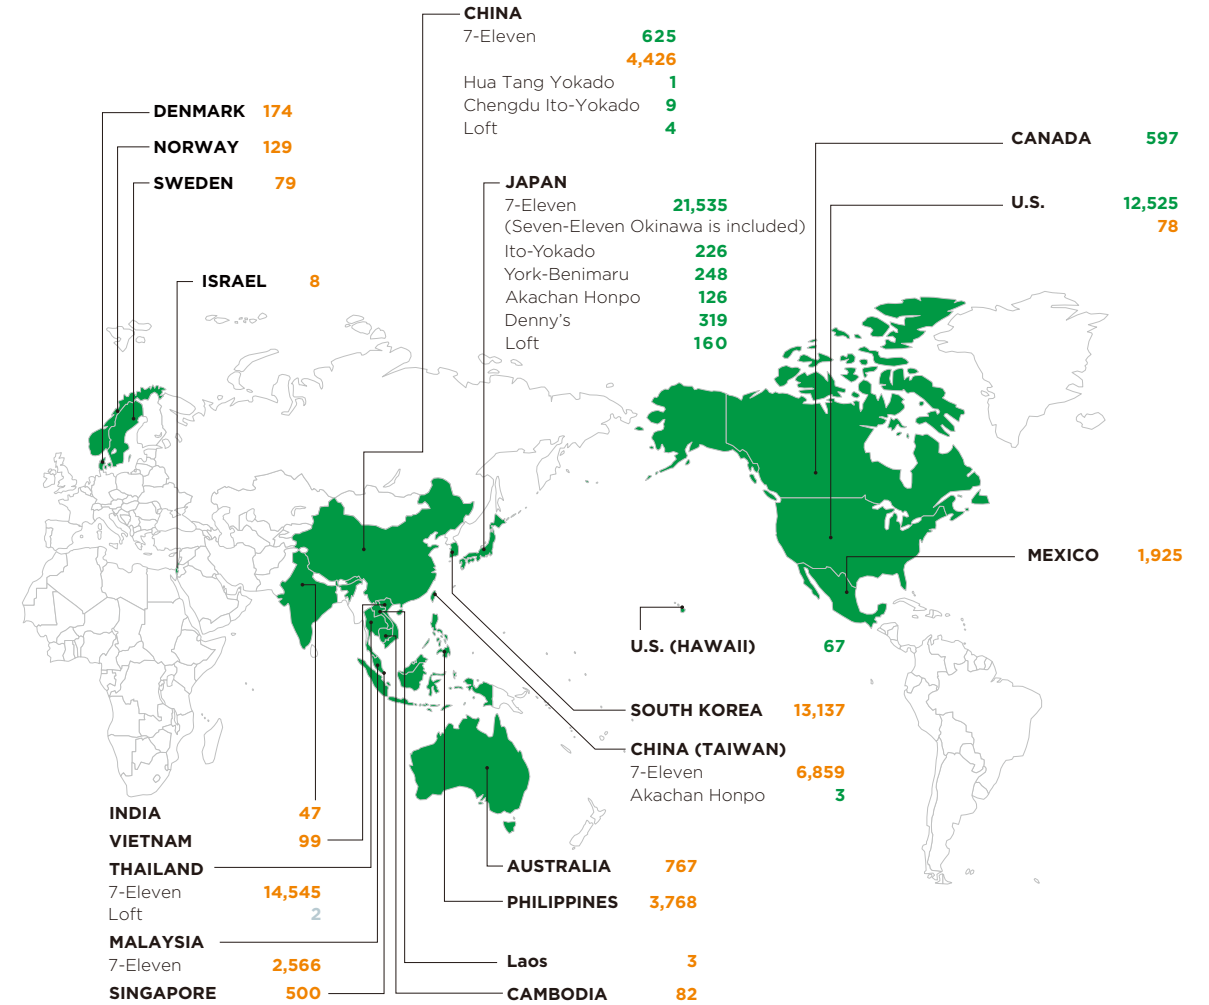 CHINA
7-Eleven 625
4,426
Hua Tang Yokado 1
Chengdu Ito-Yokado 9
Loft 4
DENMARK 174
NORWAY 129
SWEDEN 79
ISRAEL 8
JAPAN
7-Eleven 21,535
(Seven-Eleven Okinawa is included)
Ito-Yokado 226
York-Benimaru 248
Akachan Honpo 126
Denny's 319
Loft 160
CANADA 597
U.S. 12,525
78
MEXICO 1,925
U.S. (HAWAII) 67
SOUTH KOREA 13,137
CHINA (TAIWAN)
7-Eleven 6,859
Akachan Honpo 3
INDIA 47
VIETNAM 99
THAILAND
7-Eleven 14,545
Loft 2
MALAYSIA
7-Eleven 2,566
SINGAPORE 500
AUSTRALIA 767
PHILIPPINES 3,768
Laos 3
CAMBODIA 82